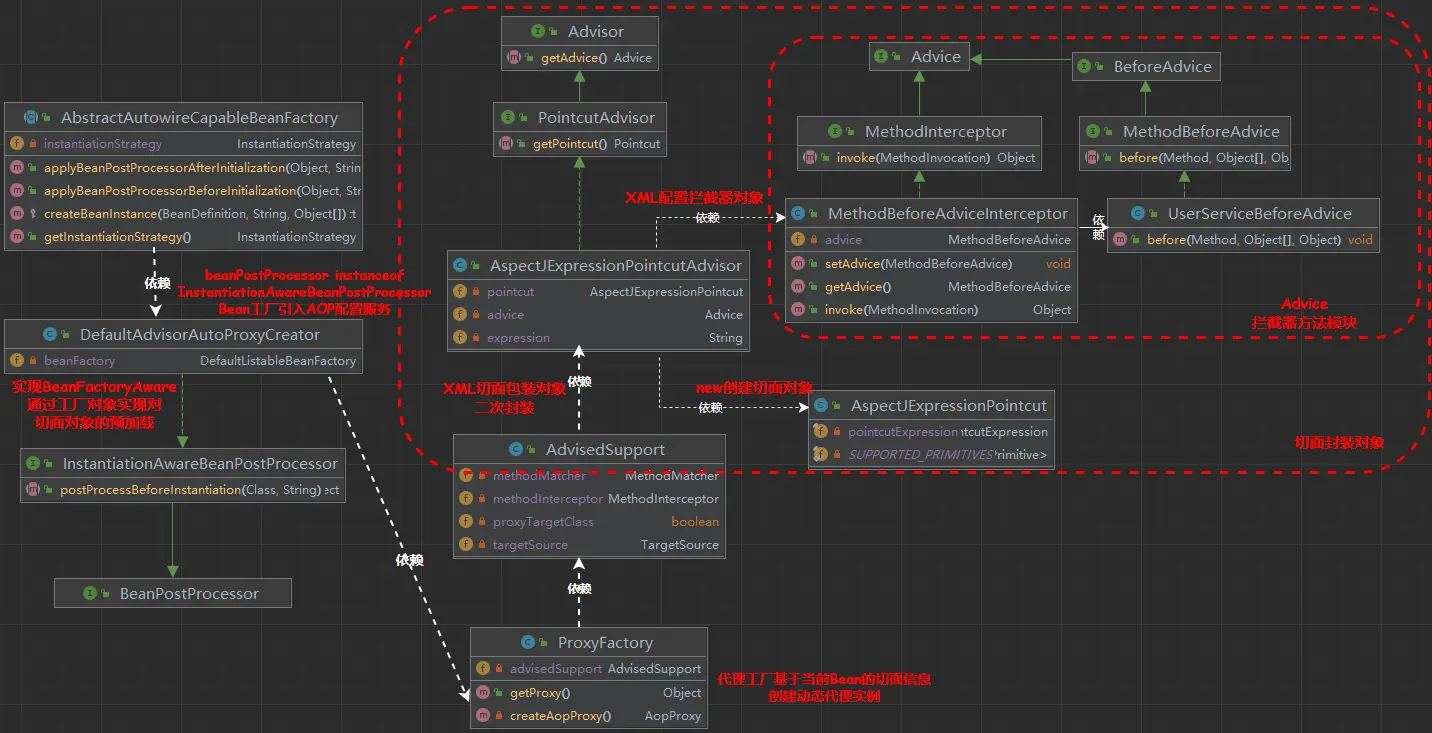 Advisor
getAdvice() Advice
PointcutAdvisor
getPointcut() Pointcut
Advice
BeforeAdvice
MethodInterceptor
invoke(MethodInvocation) Object
MethodBeforeAdvice
before(Method, Object[], Ob
AbstractAutowireCapableBeanFactory
instantiationStrategy InstantiationStrategy
applyBeanPostProcessorAfterInitialization(Object, Strin
applyBeanPostProcessorBeforeInitialization(Object, Str
createBeanInstance(BeanDefinition, String, Object[]) :t
getInstantiationStrategy() InstantiationStrategy
依赖
beanPostProcessor instanceof
InstantiationAwareBeanPostProcessor
Bean工厂引入AOP配置服务
XML配置拦截器对象
依赖
MethodBeforeAdviceInterceptor
advice MethodBeforeAdvice
setAdvice(MethodBeforeAdvice) void
getAdvice() MethodBeforeAdvice
invoke(MethodInvocation) Object
依
赖
UserServiceBeforeAdvice
before(Method, Object[], Object) void
Advice
拦截器方法模块
AspectJExpressionPointcutAdvisor
pointcut AspectJExpressionPointcut
advice Advice
expression String
DefaultAdvisorAutoProxyCreator
beanFactory DefaultListableBeanFactory
实现BeanFactoryAware
通过工厂对象实现对
切面对象的预加载
XML切面包装对象
二次封装
依赖
new创建切面对象
依赖
AspectJExpressionPointcut
pointcutExpression ıtcutExpression
SUPPORTED_PRIMITIVES 'rimitive>
切面封装对象
InstantiationAwareBeanPostProcessor
postProcessBeforeInstantiation(Class, String) :ect
AdvisedSupport
methodMatcher MethodMatcher
methodInterceptor MethodInterceptor
proxyTargetClass boolean
targetSource TargetSource
BeanPostProcessor
依赖
依赖
ProxyFactory
advisedSupport AdvisedSupport
getProxy() Object
createAopProxy() AopProxy
代理工厂基于当前Bean的切面信息
创建动态代理实例